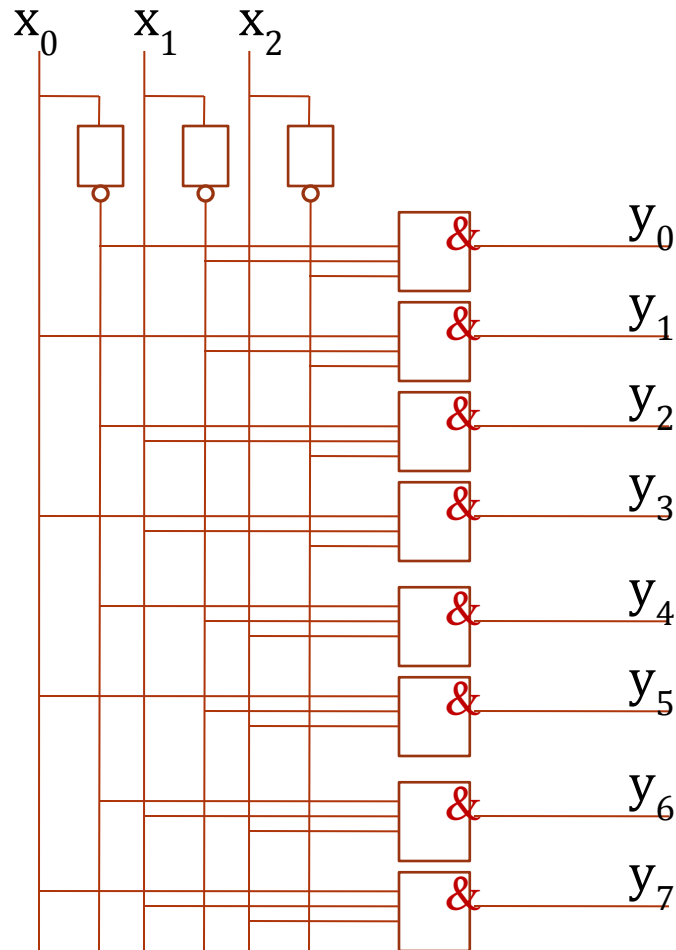 x₀ x₁ x₂
& y₀
& y₁
& y₂
& y₃
& y₄
& y₅
& y₆
& y₇